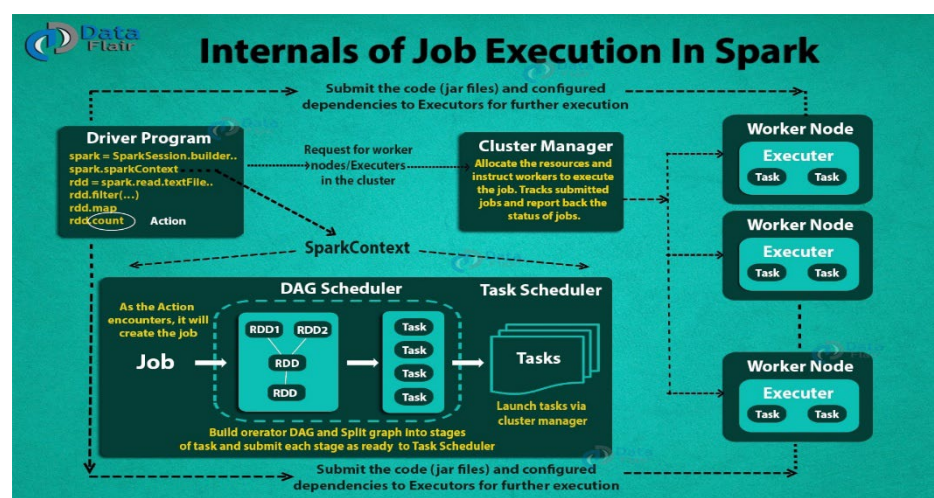 Data
Flair
Internals of Job Execution In Spark
Submit the code (jar files) and configured
dependencies to Executors for further execution
Driver Program
spark = SparkSession.builder..
spark.sparkContext
rdd = spark.read.textFile..
rdd.filter(...)
rdd.map
rdd.count
Action
Request for worker
nodes/Executers
in the cluster
Cluster Manager
Allocate the resources and
instruct workers to execute
the job. Tracks submitted
jobs and report back the
status of jobs.
Worker Node
Executer
Task Task
Worker Node
Executer
Task Task
Worker Node
Executer
Task Task
SparkContext
DAG Scheduler
Task Scheduler
As the Action
encounters, it will
create the job
Job
RDD1 RDD2
RDD
RDD
Task
Task
Task
Task
Tasks
Launch tasks via
cluster manager
Build orerator DAG and Split graph into stages
of task and submit each stage as ready to Task Scheduler
Submit the code (jar files) and configured
dependencies to Executors for further execution